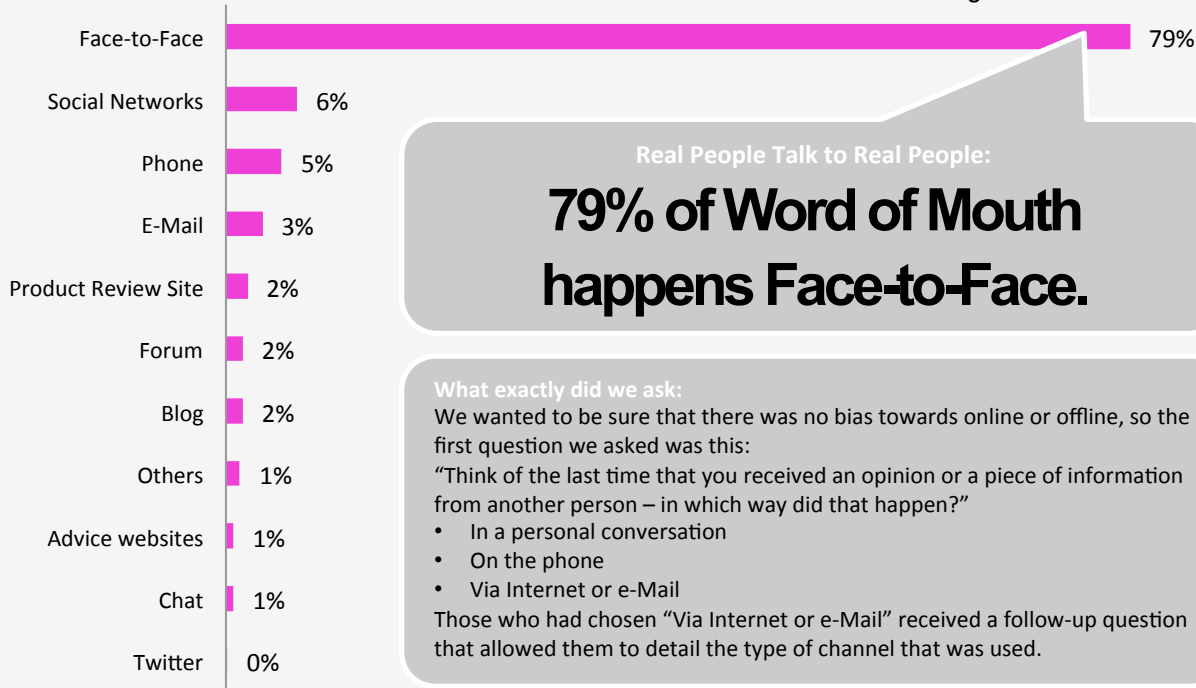 Face-to-Face 79%
Social Networks 6%
Phone 5%
E-Mail 3%
Product Review Site 2%
Forum 2%
Blog 2%
Others 1%
Advice websites 1%
Chat 1%
Twitter 0%
Real People Talk to Real People:
79% of Word of Mouth
happens Face-to-Face.
What exactly did we ask:
We wanted to be sure that there was no bias towards online or offline, so the
first question we asked was this:
“Think of the last time that you received an opinion or a piece of information
from another person – in which way did that happen?”
• In a personal conversation
• On the phone
• Via Internet or e-Mail
Those who had chosen “Via Internet or e-Mail” received a follow-up question
that allowed them to detail the type of channel that was used.